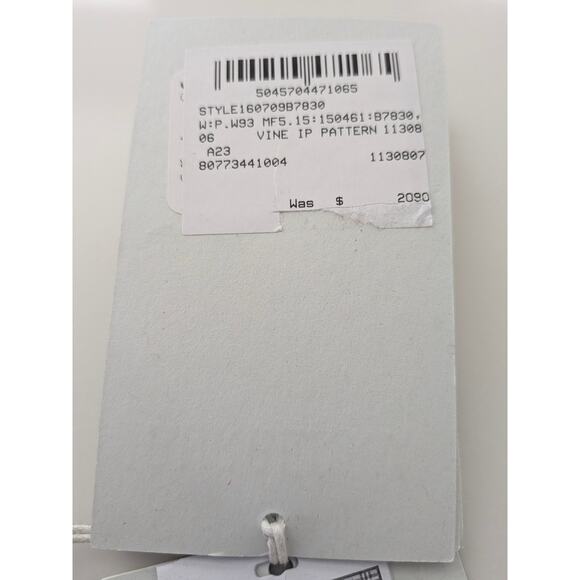 5045704471065
STYLE160709B7830
W:P.W93 MF5.15:150461:B7830,
06 VINE IP PATTERN 11308
A23
80773441004 1130807
Was $ 2090